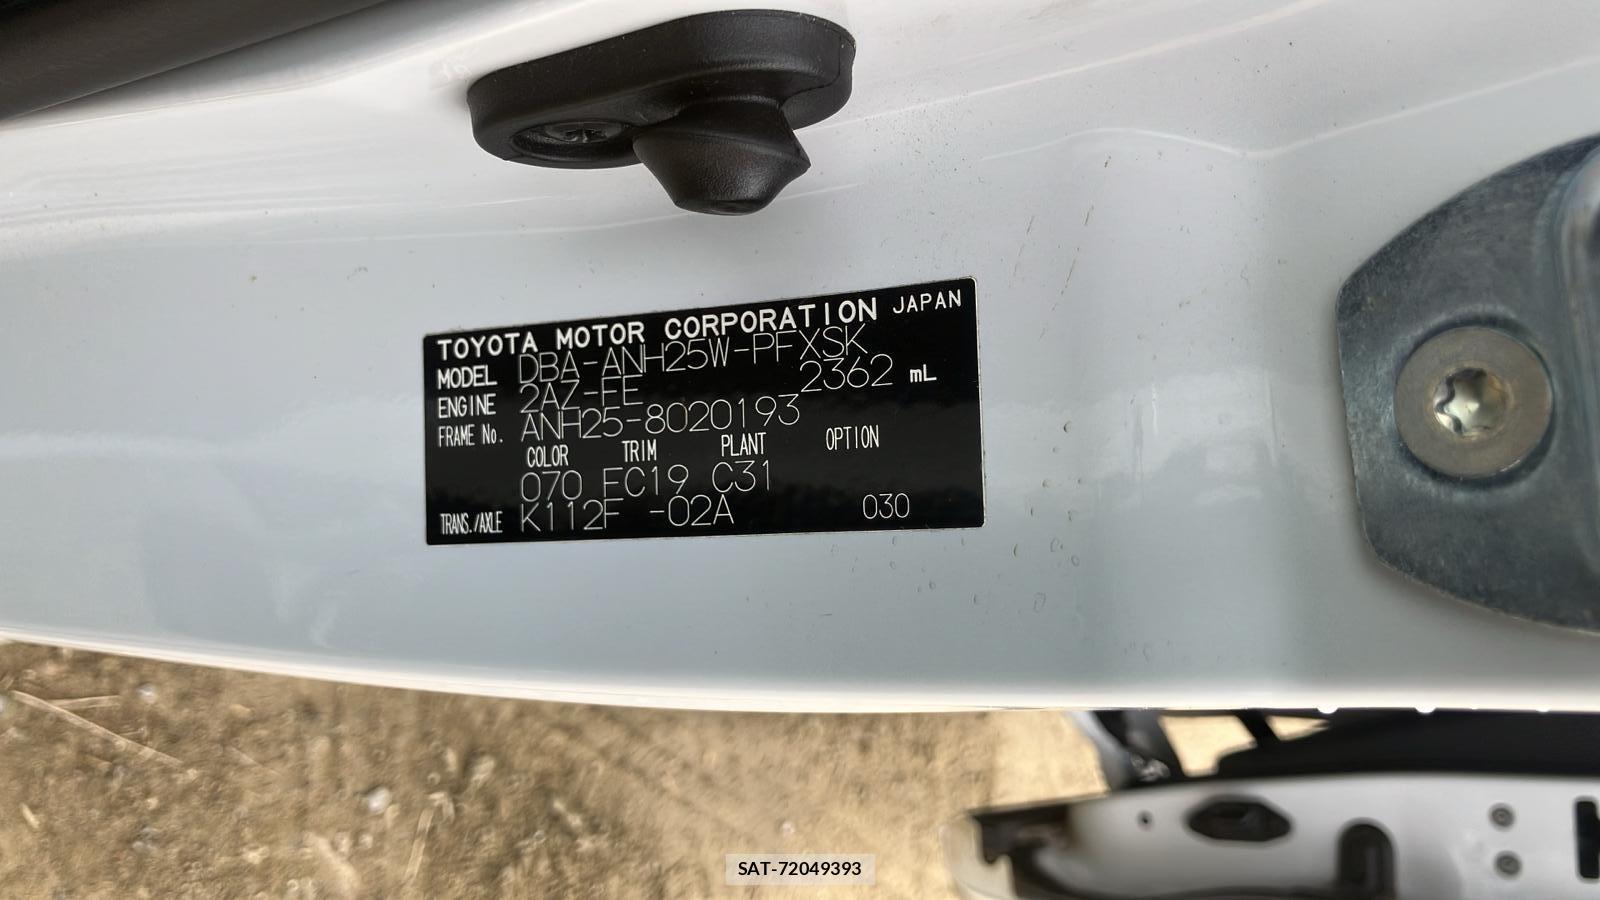 TOYOTA MOTOR CORPORATION JAPAN
MODEL DBA-ANH25W-PFXSK
ENGINE 2AZ-FE 2362 mL
FRAME No. ANH25-8020193
COLOR TRIM PLANT OPTION
070 FC19 C31
TRANS./AXLE K112F -02A 030
SAT-72049393